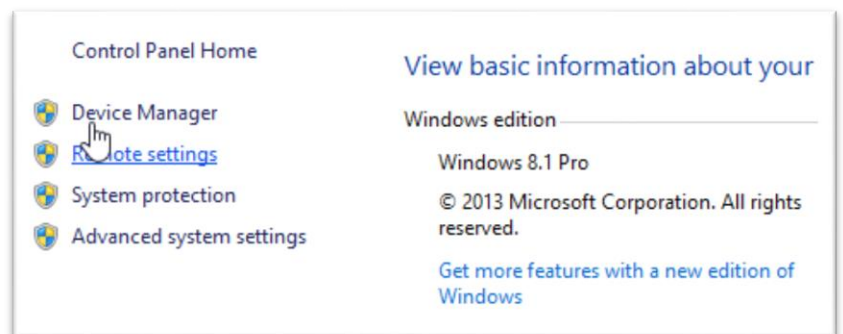 Control Panel Home
Device Manager
Remote settings
System protection
Advanced system settings
View basic information about your
Windows edition
Windows 8.1 Pro
© 2013 Microsoft Corporation. All rights
reserved.
Get more features with a new edition of
Windows